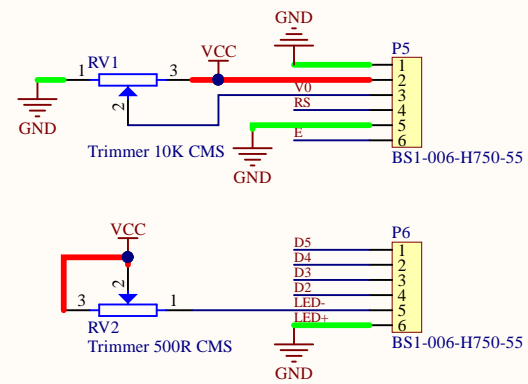 GND
P5
RV1
VCC
1
3
2
GND
1
2
V0
3
RS
4
5
E
6
Trimmer 10K CMS
BS1-006-H750-55
GND
VCC
P6
2
D5
1
D4
2
D3
3
D2
4
3
1
LED-
5
LED+
6
RV2
Trimmer 500R CMS
BS1-006-H750-55
GND